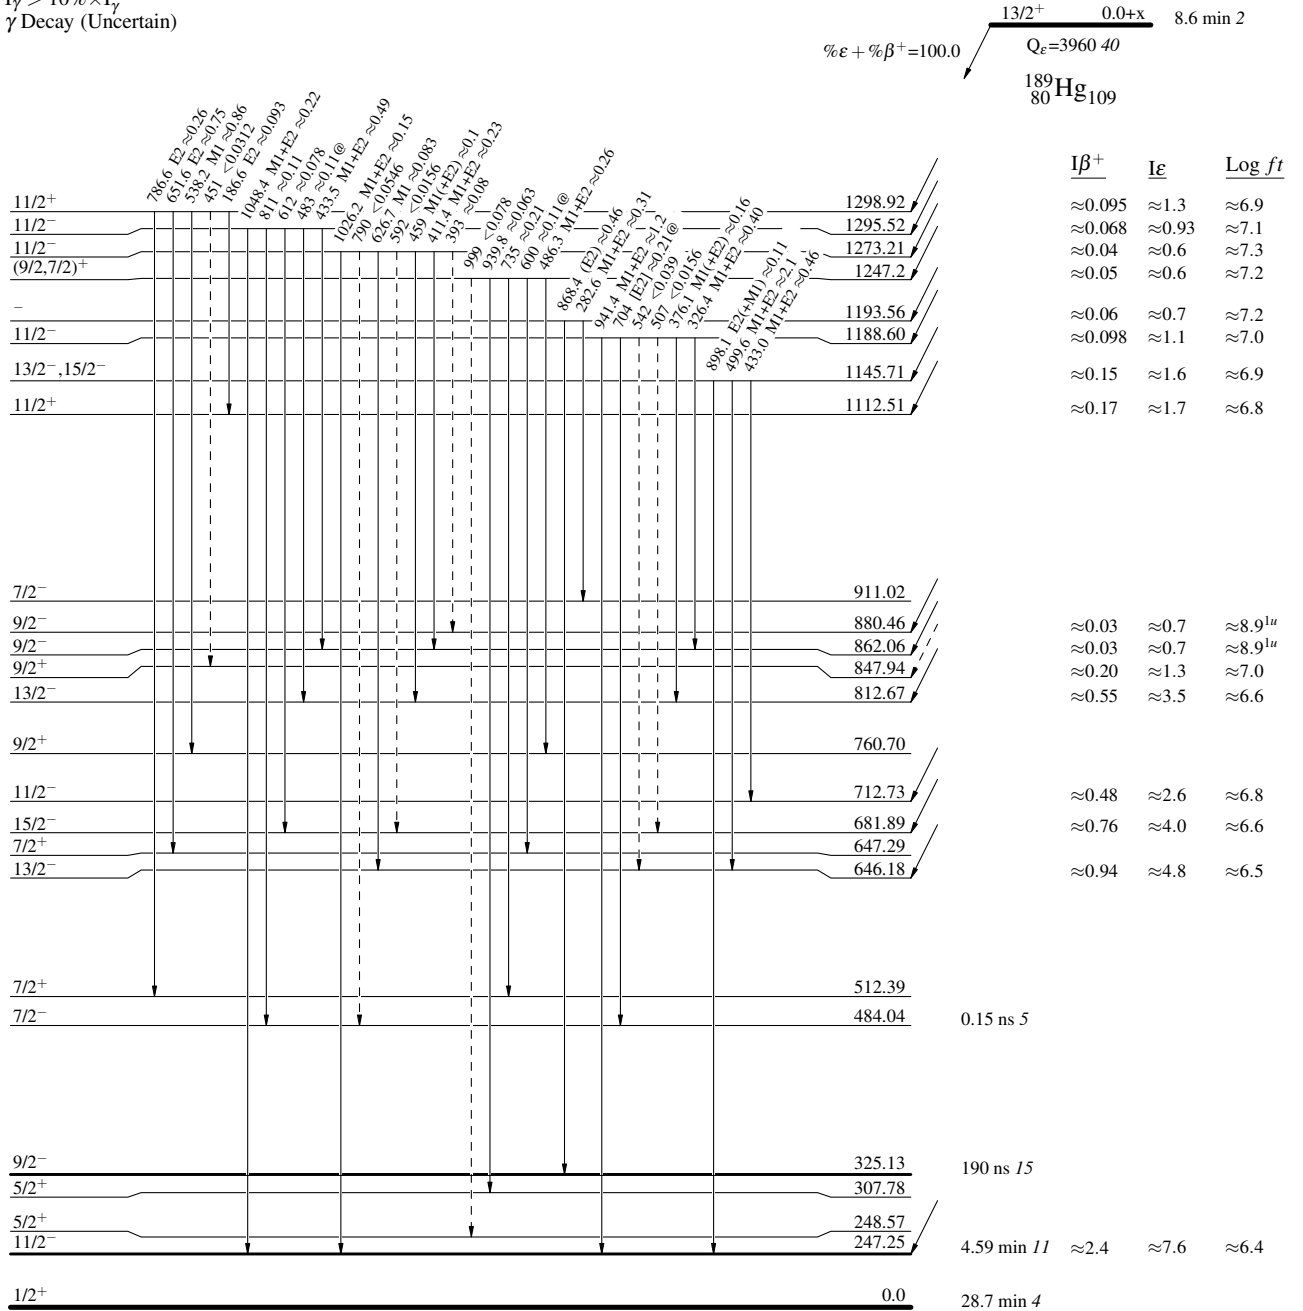 Iγ > 10%×Iγ
γ Decay (Uncertain)
13/2⁺ 0.0+x 8.6 min 2
%ε + %β⁺=100.0
Qε=3960 40
¹⁸⁹₈₀Hg₁₀₉
Iβ⁺ Iε Log ft
786.6 E2 ≈0.26
651.6 E2 ≈0.75
538.2 M1 ≈0.86
451 <0.0312
186.6 E2 ≈0.093
1048.4 M1+E2 ≈0.22
811 ≈0.11
612 ≈0.078
483 ≈0.11@
433.5 M1+E2 ≈0.49
1026.2 M1+E2 ≈0.15
790 <0.0546
626.7 M1 ≈0.083
592 <0.0156
459 M1(+E2) ≈0.1
411.4 M1+E2 ≈0.23
393 ≈0.08
999 <0.078
939.8 ≈0.063
735 ≈0.21
600 ≈0.11@
486.3 M1+E2 ≈0.26
868.4 (E2) ≈0.46
282.6 M1+E2 ≈0.31
941.4 M1+E2 ≈1.2
704 [E2] ≈0.21@
542 <0.039
507 <0.0156
376.1 M1(+E2) ≈0.16
326.4 M1+E2 ≈0.40
898.1 E2(+M1) ≈0.11
499.6 M1+E2 ≈2.1
433.0 M1+E2 ≈0.46
11/2⁺ 1298.92 ≈0.095 ≈1.3 ≈6.9
11/2⁻ 1295.52 ≈0.068 ≈0.93 ≈7.1
11/2⁻ 1273.21 ≈0.04 ≈0.6 ≈7.3
(9/2,7/2)⁺ 1247.2 ≈0.05 ≈0.6 ≈7.2
− 1193.56 ≈0.06 ≈0.7 ≈7.2
11/2⁻ 1188.60 ≈0.098 ≈1.1 ≈7.0
13/2⁻,15/2⁻ 1145.71 ≈0.15 ≈1.6 ≈6.9
11/2⁺ 1112.51 ≈0.17 ≈1.7 ≈6.8
7/2⁻ 911.02
9/2⁻ 880.46 ≈0.03 ≈0.7 ≈8.9¹ᵘ
9/2⁻ 862.06 ≈0.03 ≈0.7 ≈8.9¹ᵘ
9/2⁺ 847.94 ≈0.20 ≈1.3 ≈7.0
13/2⁻ 812.67 ≈0.55 ≈3.5 ≈6.6
9/2⁺ 760.70
11/2⁻ 712.73 ≈0.48 ≈2.6 ≈6.8
15/2⁻ 681.89 ≈0.76 ≈4.0 ≈6.6
7/2⁺ 647.29
13/2⁻ 646.18 ≈0.94 ≈4.8 ≈6.5
7/2⁺ 512.39
7/2⁻ 484.04 0.15 ns 5
9/2⁻ 325.13 190 ns 15
5/2⁺ 307.78
5/2⁺ 248.57
11/2⁻ 247.25 4.59 min 11 ≈2.4 ≈7.6 ≈6.4
1/2⁺ 0.0 28.7 min 4